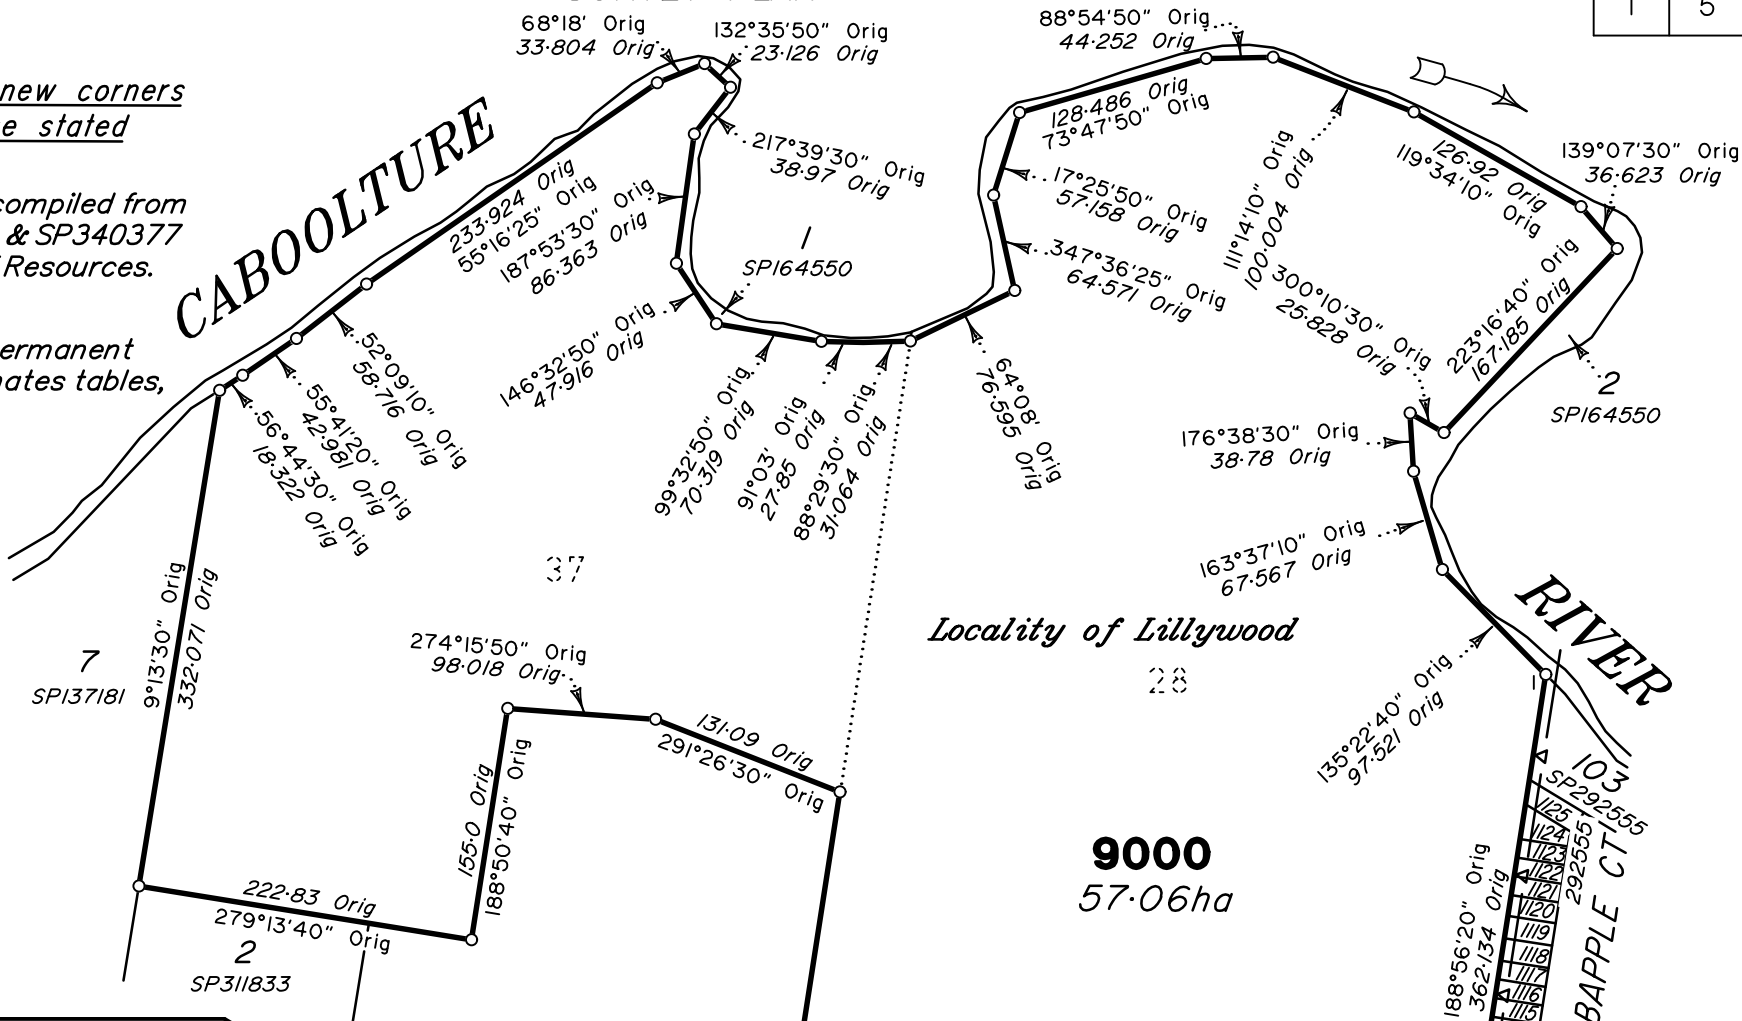 68°18' Orig
33·804 Orig
132°35'50" Orig
23·126 Orig
88°54'50" Orig
44·252 Orig
1 5
new corners
e stated
compiled from
& SP340377
Resources.
ermanent
nates tables,
CABOOLTURE
233·924 Orig
55°16'25" Orig
187°53'30" Orig
86·363 Orig
217°39'30" Orig
38·97 Orig
1
SP164550
128·486 Orig
73°47'50" Orig
17°25'50" Orig
57·158 Orig
347°36'25" Orig
64·571 Orig
111°14'10" Orig
100·004 Orig
126·92 Orig
119°34'10" Orig
139°07'30" Orig
36·623 Orig
300°10'30" Orig
25·828 Orig
223°16'40" Orig
167·185 Orig
2
SP164550
52°09'10" Orig
58·716 Orig
55°41'20" Orig
42·981 Orig
56°44'30" Orig
18·322 Orig
146°32'50" Orig
47·916 Orig
99°32'50" Orig
70·319 Orig
91°03' Orig
27·85 Orig
88°29'30" Orig
31·064 Orig
64°08' Orig
76·595 Orig
176°38'30" Orig
38·78 Orig
163°37'10" Orig
67·567 Orig
37
Locality of Lillywood
28
RIVER
9°13'30" Orig
332·071 Orig
7
SP137181
274°15'50" Orig
98·018 Orig
131·09 Orig
291°26'30" Orig
155·0 Orig
188°50'40" Orig
135°22'40" Orig
97·521 Orig
1
103
SP292555
9000
57·06ha
222·83 Orig
279°13'40" Orig
2
SP311833
188°56'20" Orig
362·134 Orig
1125
1124
1123
1122
1121
1120
1119
1118
1117
1116
1115
292555
BAPPLE CT